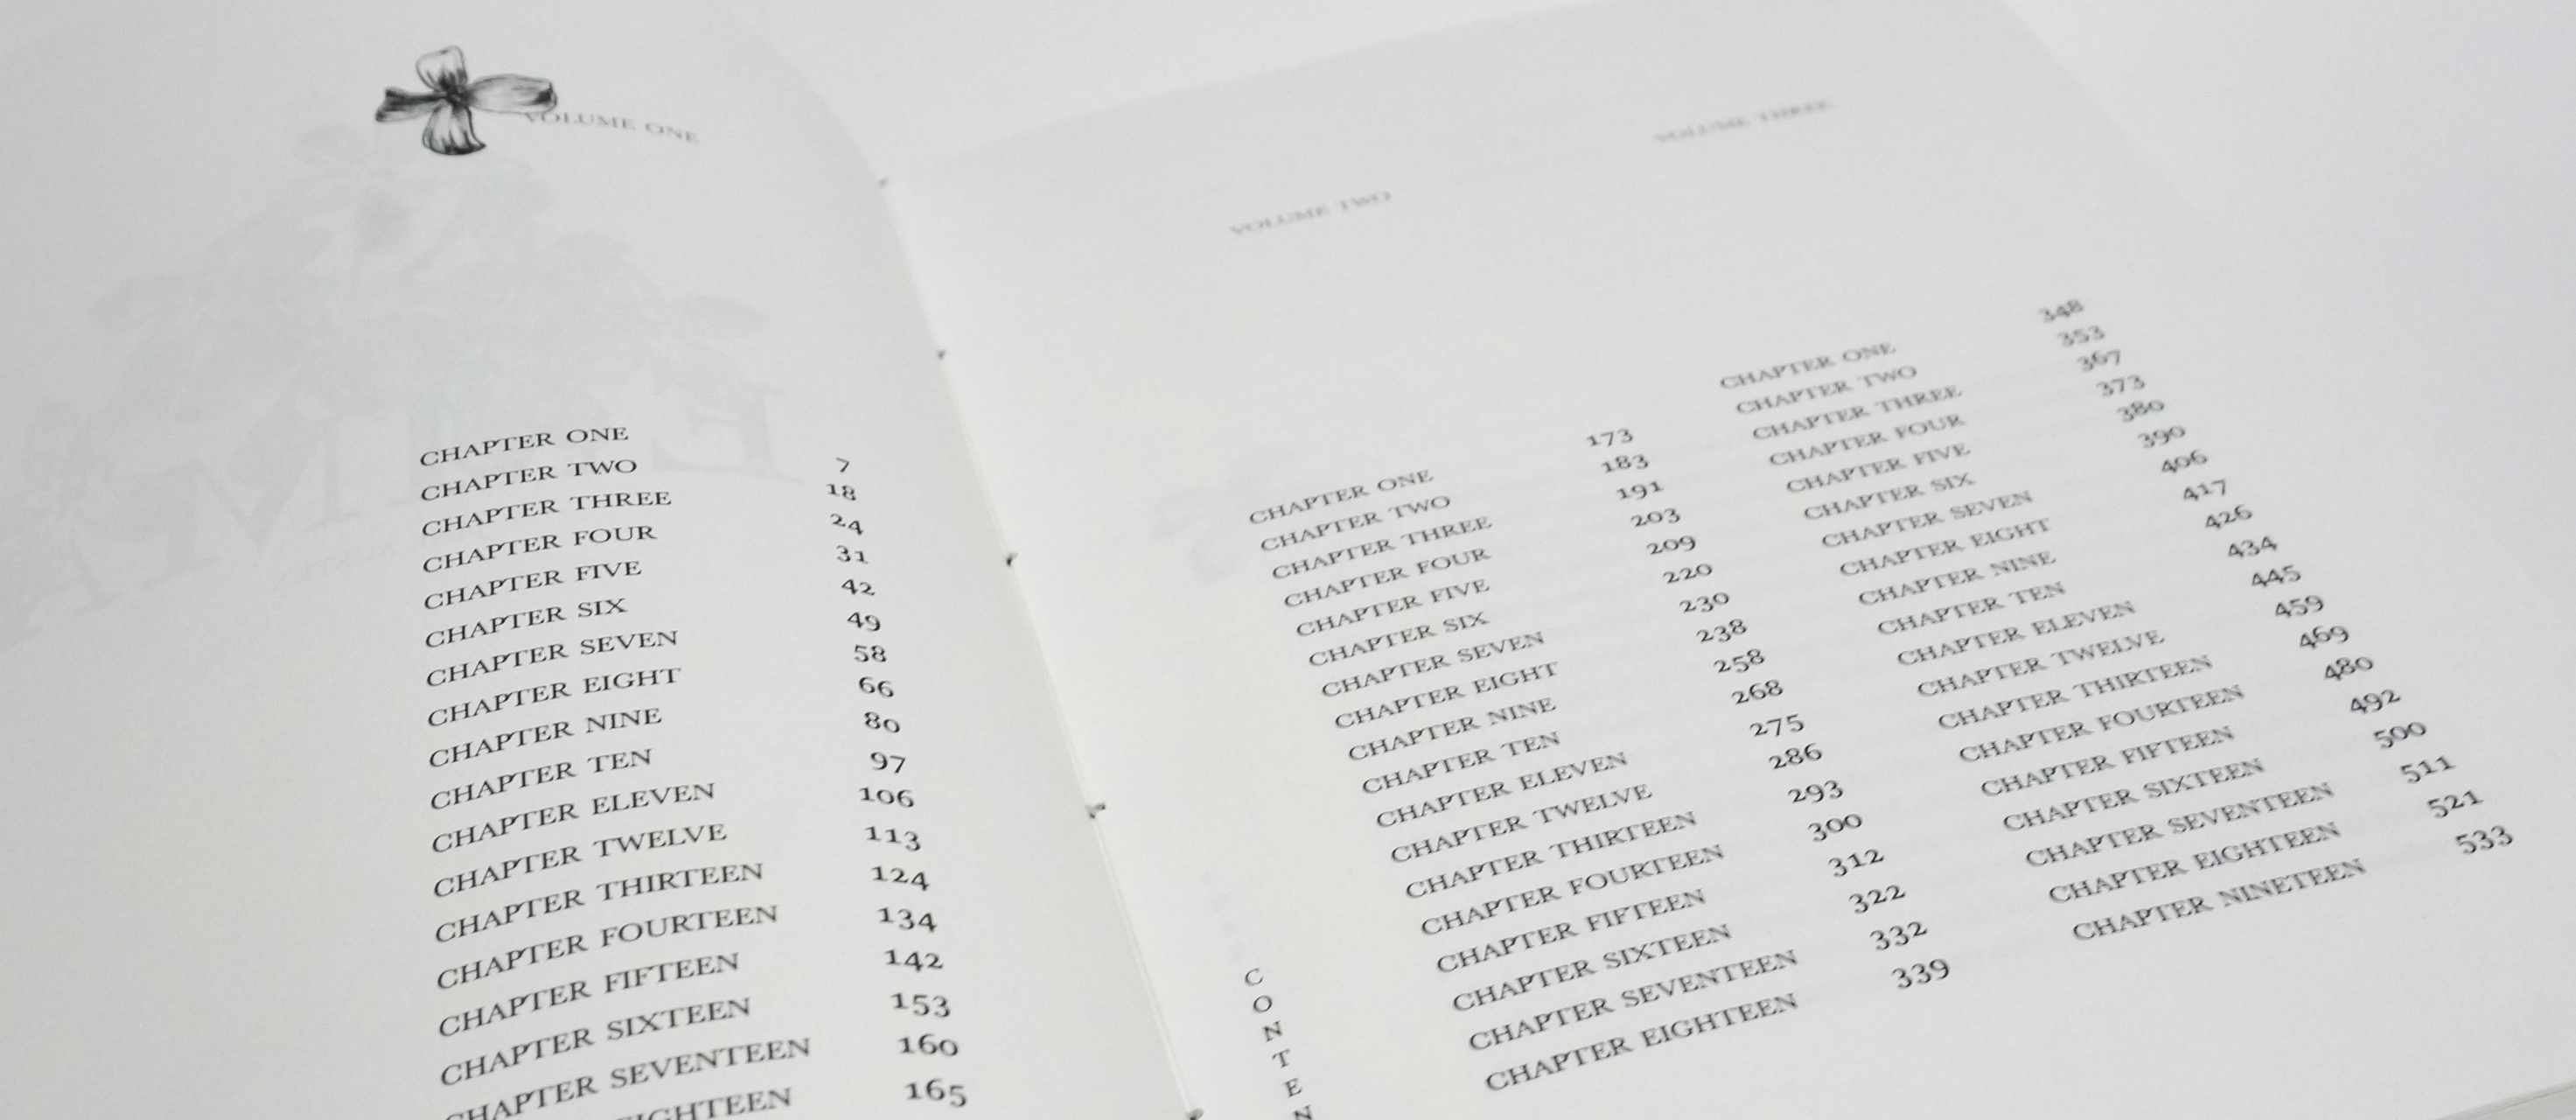 VOLUME ONE
CHAPTER ONE 7
CHAPTER TWO 18
CHAPTER THREE 24
CHAPTER FOUR 31
CHAPTER FIVE 42
CHAPTER SIX 49
CHAPTER SEVEN 58
CHAPTER EIGHT 66
CHAPTER NINE 80
CHAPTER TEN 97
CHAPTER ELEVEN 106
CHAPTER TWELVE 113
CHAPTER THIRTEEN 124
CHAPTER FOURTEEN 134
CHAPTER FIFTEEN 142
CHAPTER SIXTEEN 153
CHAPTER SEVENTEEN 160
EIGHTEEN 165
CONTEN
VOLUME TWO
CHAPTER ONE 173
CHAPTER TWO 183
CHAPTER THREE 191
CHAPTER FOUR 203
CHAPTER FIVE 209
CHAPTER SIX 220
CHAPTER SEVEN 230
CHAPTER EIGHT 238
CHAPTER NINE 258
CHAPTER TEN 268
CHAPTER ELEVEN 275
CHAPTER TWELVE 286
CHAPTER THIRTEEN 293
CHAPTER FOURTEEN 300
CHAPTER FIFTEEN 312
CHAPTER SIXTEEN 322
CHAPTER SEVENTEEN 332
CHAPTER EIGHTEEN 339
VOLUME THREE
CHAPTER ONE 348
CHAPTER TWO 353
CHAPTER THREE 367
CHAPTER FOUR 373
CHAPTER FIVE 380
CHAPTER SIX 390
CHAPTER SEVEN 406
CHAPTER EIGHT 417
CHAPTER NINE 426
CHAPTER TEN 434
CHAPTER ELEVEN 445
CHAPTER TWELVE 459
CHAPTER THIRTEEN 469
CHAPTER FOURTEEN 480
CHAPTER FIFTEEN 492
CHAPTER SIXTEEN 500
CHAPTER SEVENTEEN 511
CHAPTER EIGHTEEN 521
CHAPTER NINETEEN 533